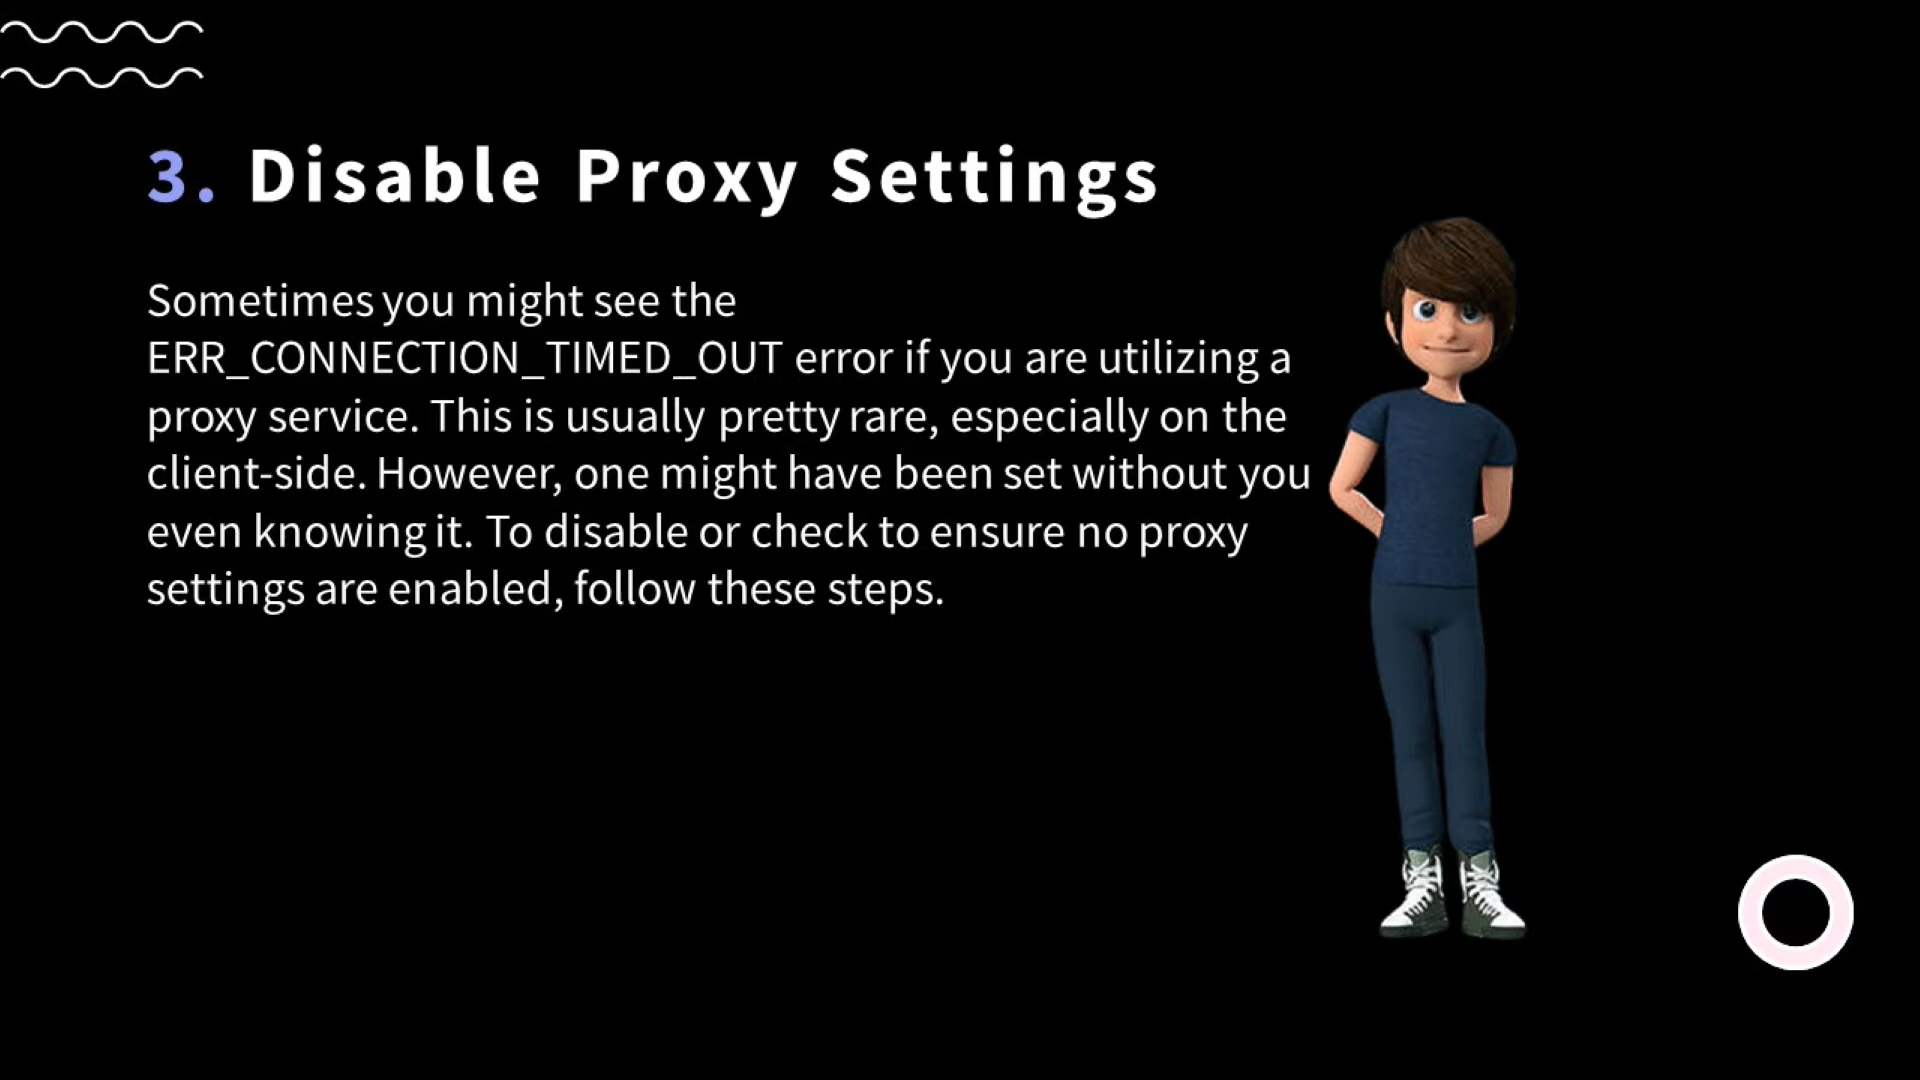 3. Disable Proxy Settings
Sometimes you might see the
ERR_CONNECTION_TIMED_OUT error if you are utilizing a
proxy service. This is usually pretty rare, especially on the
client-side. However, one might have been set without you
even knowing it. To disable or check to ensure no proxy
settings are enabled, follow these steps.